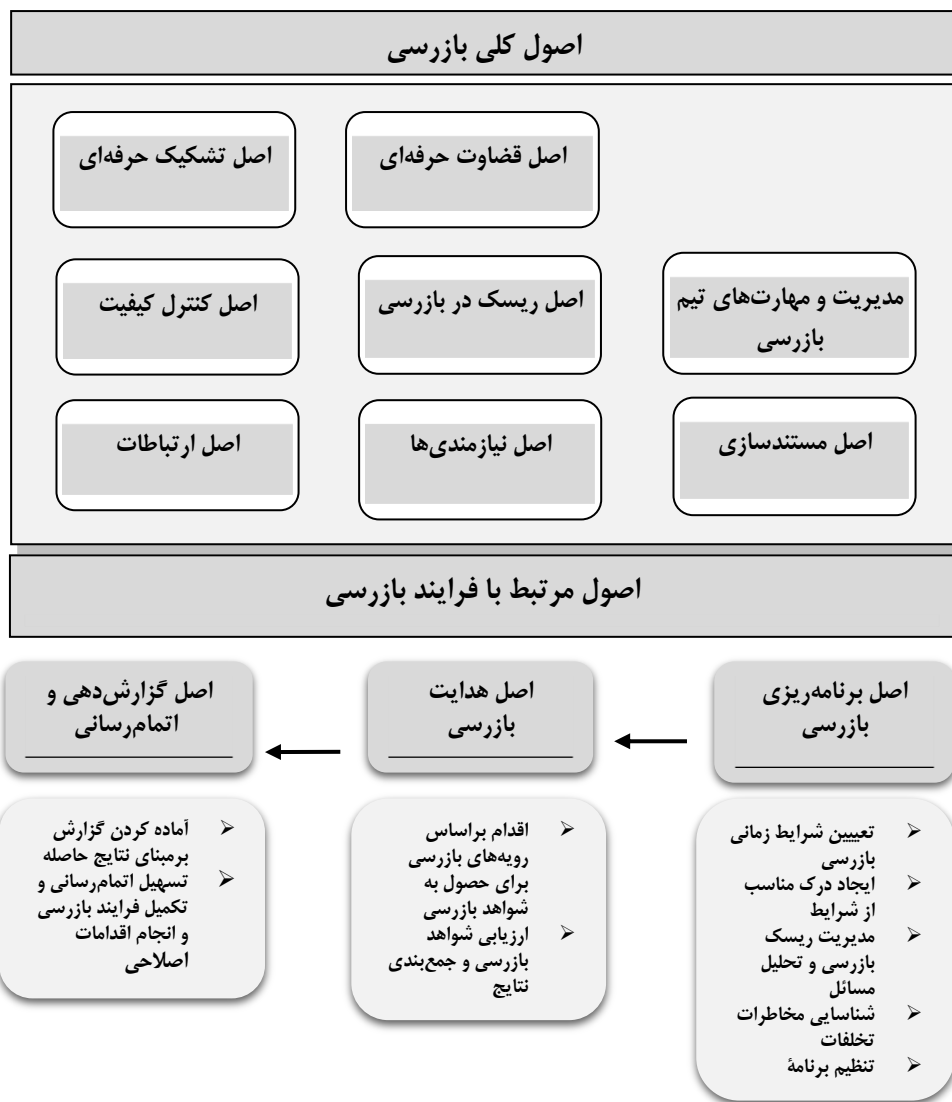 اصول کلی بازرسی
اصل قضاوت حرفه‌ای
اصل تشکیک حرفه‌ای
مدیریت و مهارت‌های تیم
بازرسی
اصل ریسک در بازرسی
اصل کنترل کیفیت
اصل مستندسازی
اصل نیازمندی‌ها
اصل ارتباطات
اصول مرتبط با فرایند بازرسی
اصل برنامه‌ریزی
بازرسی
اصل هدایت
بازرسی
اصل گزارش‌دهی و
اتمام‌رسانی
➢ تعییین شرایط زمانی
بازرسی
➢ ایجاد درک مناسب
از شرایط
➢ مدیریت ریسک
بازرسی و تحلیل
مسائل
➢ شناسایی مخاطرات
تخلفات
➢ تنظیم برنامۀ
➢ اقدام براساس
رویه‌های بازرسی
برای حصول به
شواهد بازرسی
➢ ارزیابی شواهد
بازرسی و جمع‌بندی
نتایج
➢ آماده کردن گزارش
برمبنای نتایج حاصله
➢ تسهیل اتمام‌رسانی و
تکمیل فرایند بازرسی
و انجام اقدامات
اصلاحی